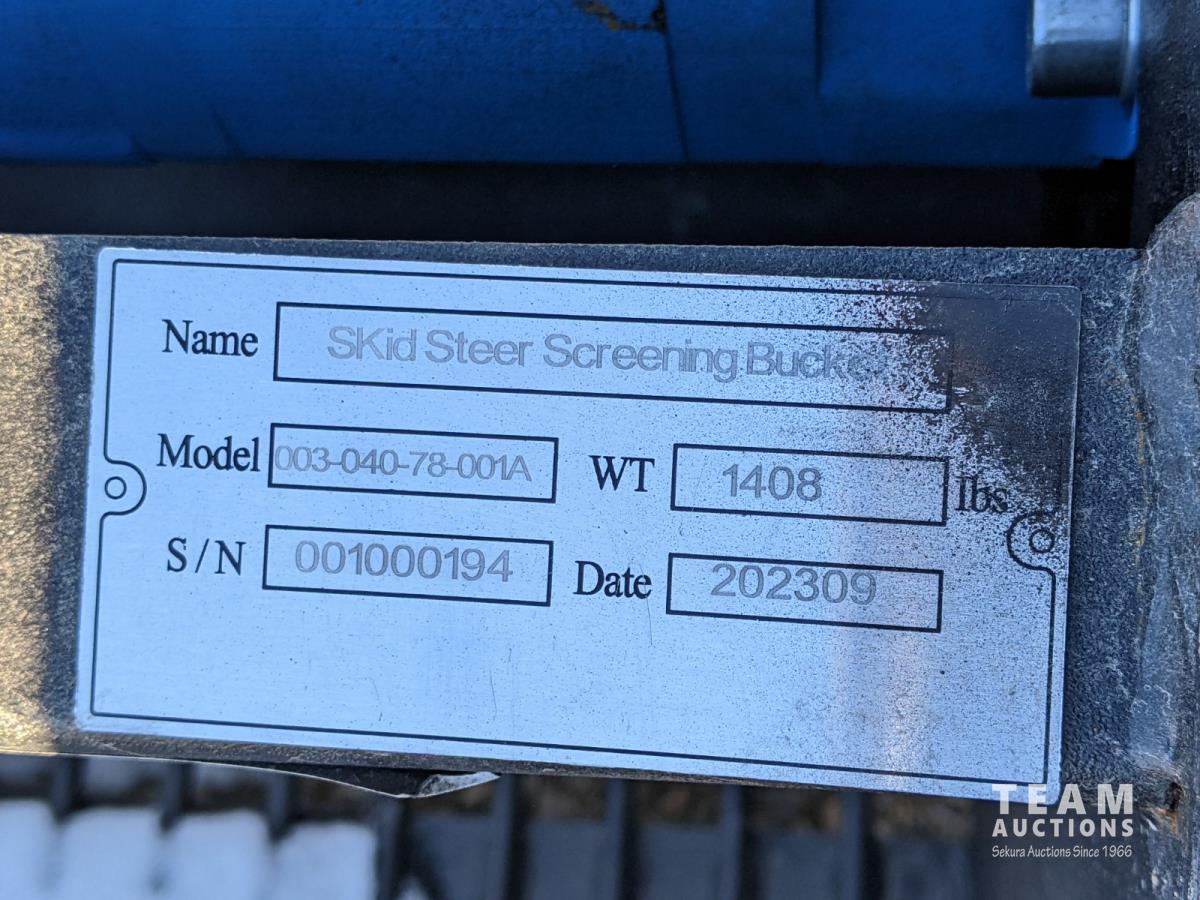 Name SKid Steer Screening Bucket
Model 003-040-78-001A WT 1408 lbs
S/N 001000194 Date 202309
TEAM
AUCTIONS
Sekura Auctions Since 1966